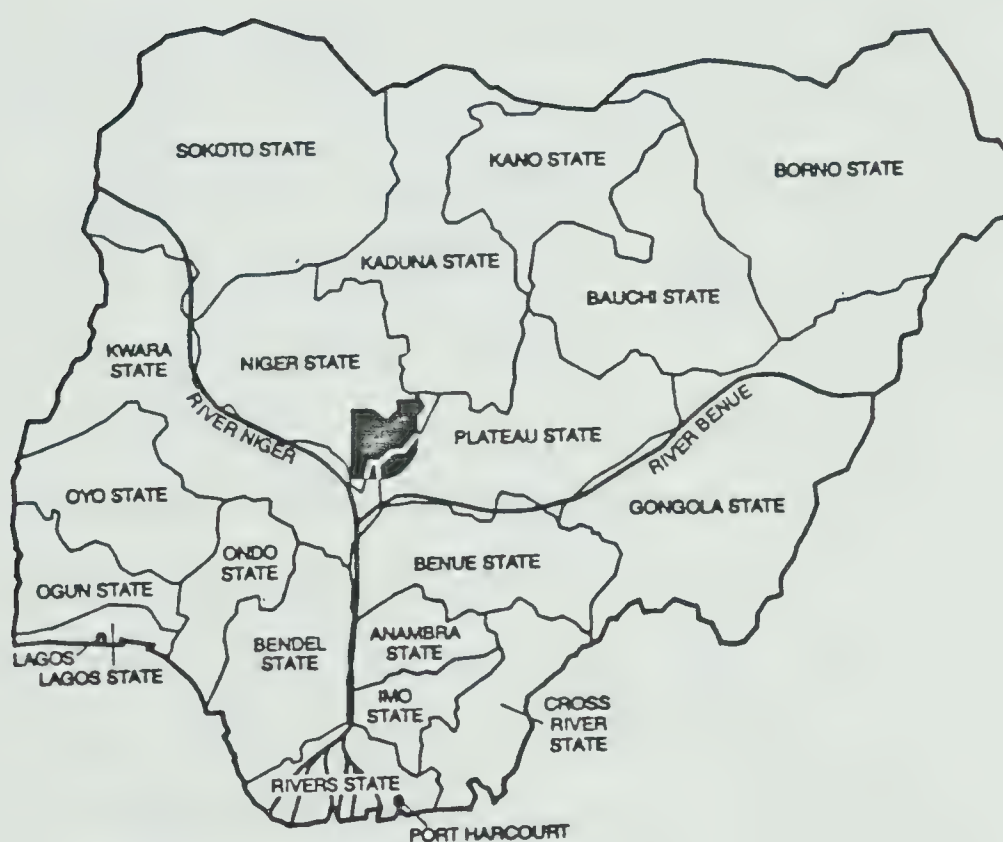 SOKOTO STATE
KANO STATE
BORNO STATE
KADUNA STATE
BAUCHI STATE
KWARA
STATE
NIGER STATE
RIVER NIGER
PLATEAU STATE
RIVER BENUE
OYO STATE
GONGOLA STATE
ONDO
STATE
BENUE STATE
OGUN STATE
ANAMBRA
STATE
BENDEL
STATE
LAGOS
LAGOS STATE
IMO
STATE
CROSS
RIVER
STATE
RIVERS STATE
PORT HARCOURT